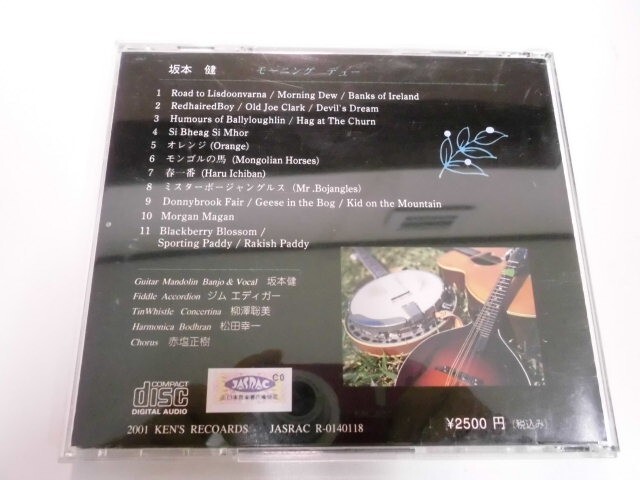 坂本 健 モーニング デュー
1 Road to Lisdoonvarna / Morning Dew / Banks of Ireland
2 RedhairedBoy / Old Joe Clark / Devil's Dream
3 Humours of Ballyloughlin / Hag at The Churn
4 Si Bheag Si Mhor
5 オレンジ (Orange)
6 モンゴルの馬 (Mongolian Horses)
7 春一番 (Haru Ichiban)
8 ミスターボージャングルス (Mr .Bojangles)
9 Donnybrook Fair / Geese in the Bog / Kid on the Mountain
10 Morgan Magan
11 Blackberry Blossom /
Sporting Paddy / Rakish Paddy
Guitar Mandolin Banjo & Vocal 坂本健
Fiddle Accordion ジム エディガー
TinWhistle Concertina 柳澤聡美
Harmonica Bodhran 松田幸一
Chorus 赤塩正樹
COMPACT
disc
DIGITAL AUDIO
JASRAC
2001 KEN'S RECOARDS JASRAC R-0140118
¥2500 円 (税込み)